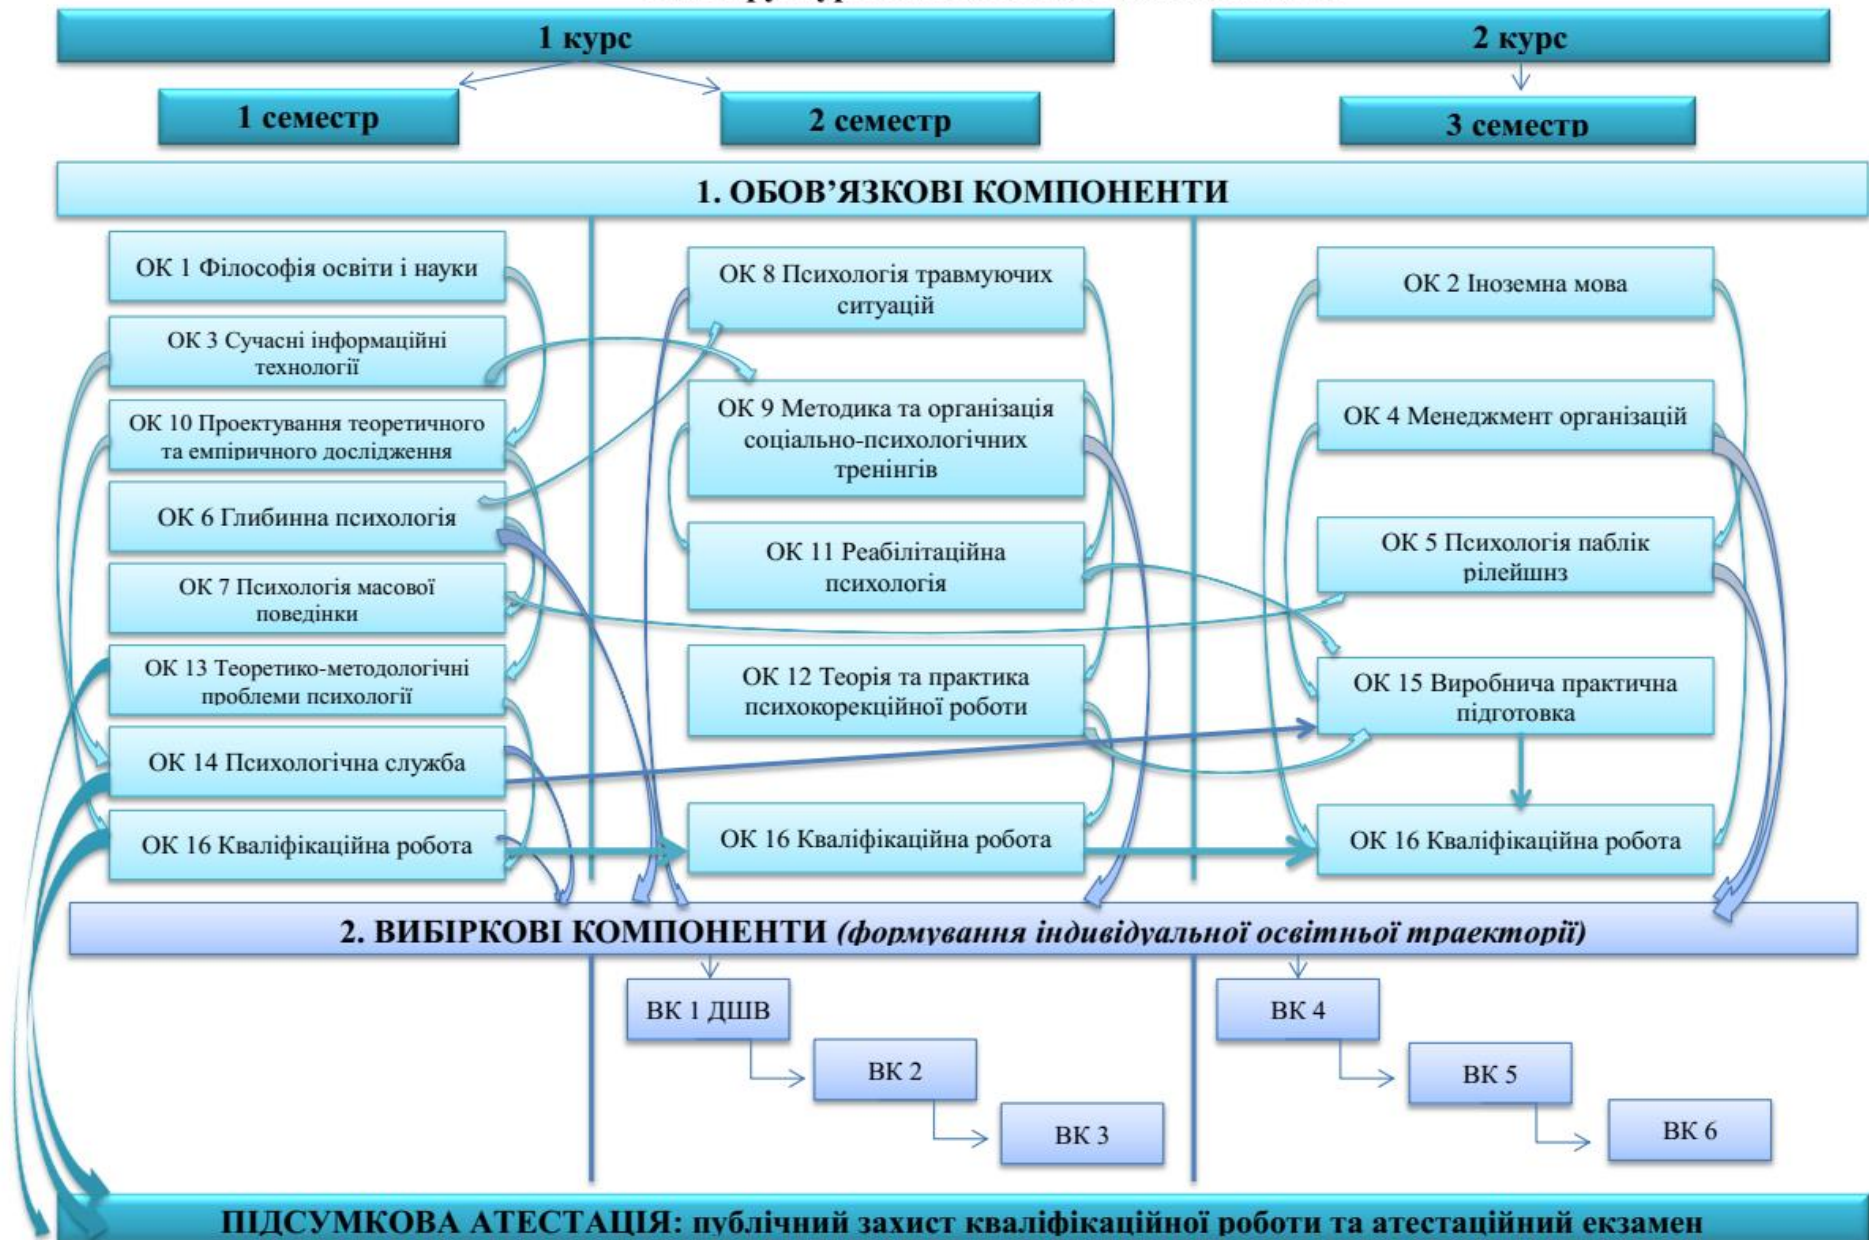 1 курс
2 курс
1 семестр
2 семестр
3 семестр
1. ОБОВ’ЯЗКОВІ КОМПОНЕНТИ
ОК 1 Філософія освіти і науки
ОК 3 Сучасні інформаційні
технології
ОК 10 Проектування теоретичного
та емпіричного дослідження
ОК 6 Глибинна психологія
ОК 7 Психологія масової
поведінки
ОК 13 Теоретико-методологічні
проблеми психології
ОК 14 Психологічна служба
ОК 16 Кваліфікаційна робота
ОК 8 Психологія травмуючих
ситуацій
ОК 9 Методика та організація
соціально-психологічних
тренінгів
ОК 11 Реабілітаційна
психологія
ОК 12 Теорія та практика
психокорекційної роботи
ОК 16 Кваліфікаційна робота
ОК 2 Іноземна мова
ОК 4 Менеджмент організацій
ОК 5 Психологія паблік
рілейшнз
ОК 15 Виробнича практична
підготовка
ОК 16 Кваліфікаційна робота
2. ВИБІРКОВІ КОМПОНЕНТИ (формування індивідуальної освітньої траекторії)
ВК 1 ДШВ
ВК 2
ВК 3
ВК 4
ВК 5
ВК 6
ПІДСУМКОВА АТЕСТАЦІЯ: публічний захист кваліфікаційної роботи та атестаційний екзамен